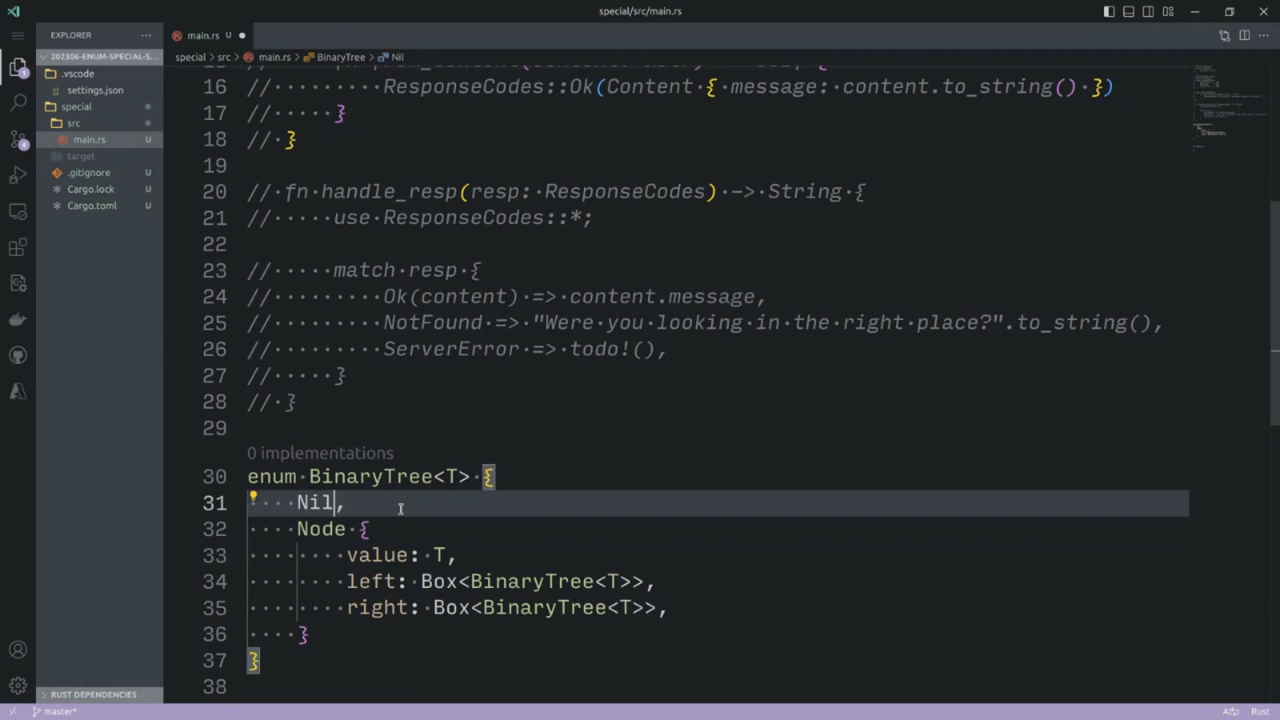 special/src/main.rs
EXPLORER
main.rs U
202306-ENUM-SPECIAL-S...
special > src > main.rs > BinaryTree > Nil
.vscode
settings.json
special
src
main.rs U
target
.gitignore U
Cargo.lock U
Cargo.toml U
16 //·········ResponseCodes::Ok(Content·{·message:·content.to_string()·})
17 //·····}
18 //·}
19
20 //·fn·handle_resp(resp:·ResponseCodes)·->·String·{
21 //·····use·ResponseCodes::*;
22
23 //·····match·resp·{
24 //·········Ok(content)·=>·content.message,
25 //·········NotFound·=>·"Were·you·looking·in·the·right·place?".to_string(),
26 //·········ServerError·=>·todo!(),
27 //·····}
28 //·}
29
0 implementations
30 enum·BinaryTree<T>·{
31 ····Nil,
32 ····Node·{
33 ········value:·T,
34 ········left:·Box<BinaryTree<T>>,
35 ········right:·Box<BinaryTree<T>>,
36 ····}
37 }
38
RUST DEPENDENCIES
master*
Rust